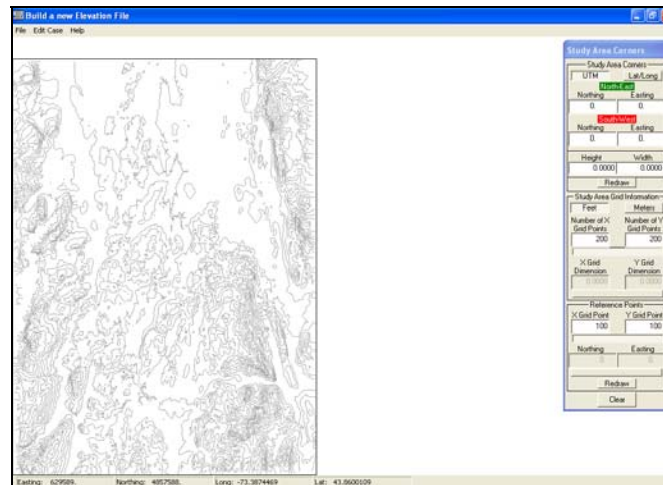 Build a new Elevation File
File Edit Case Help
Study Area Corners
Study Area Corners
UTM Lat/Long
North-East
Northing Easting
0. 0.
South-West
Northing Easting
0. 0.
Height Width
0.0000 0.0000
Redraw
Study Area Grid Information
Feet Meters
Number of X Number of Y
Grid Points Grid Points
200 200
X Grid Y Grid
Dimension Dimension
0.0000 0.0000
Reference Points
X Grid Point Y Grid Point
100 100
Northing Easting
0. 0.
Redraw
Clear
Easting: 629589. Northing: 4857588. Long: -73.3874469 Lat: 43.8600109